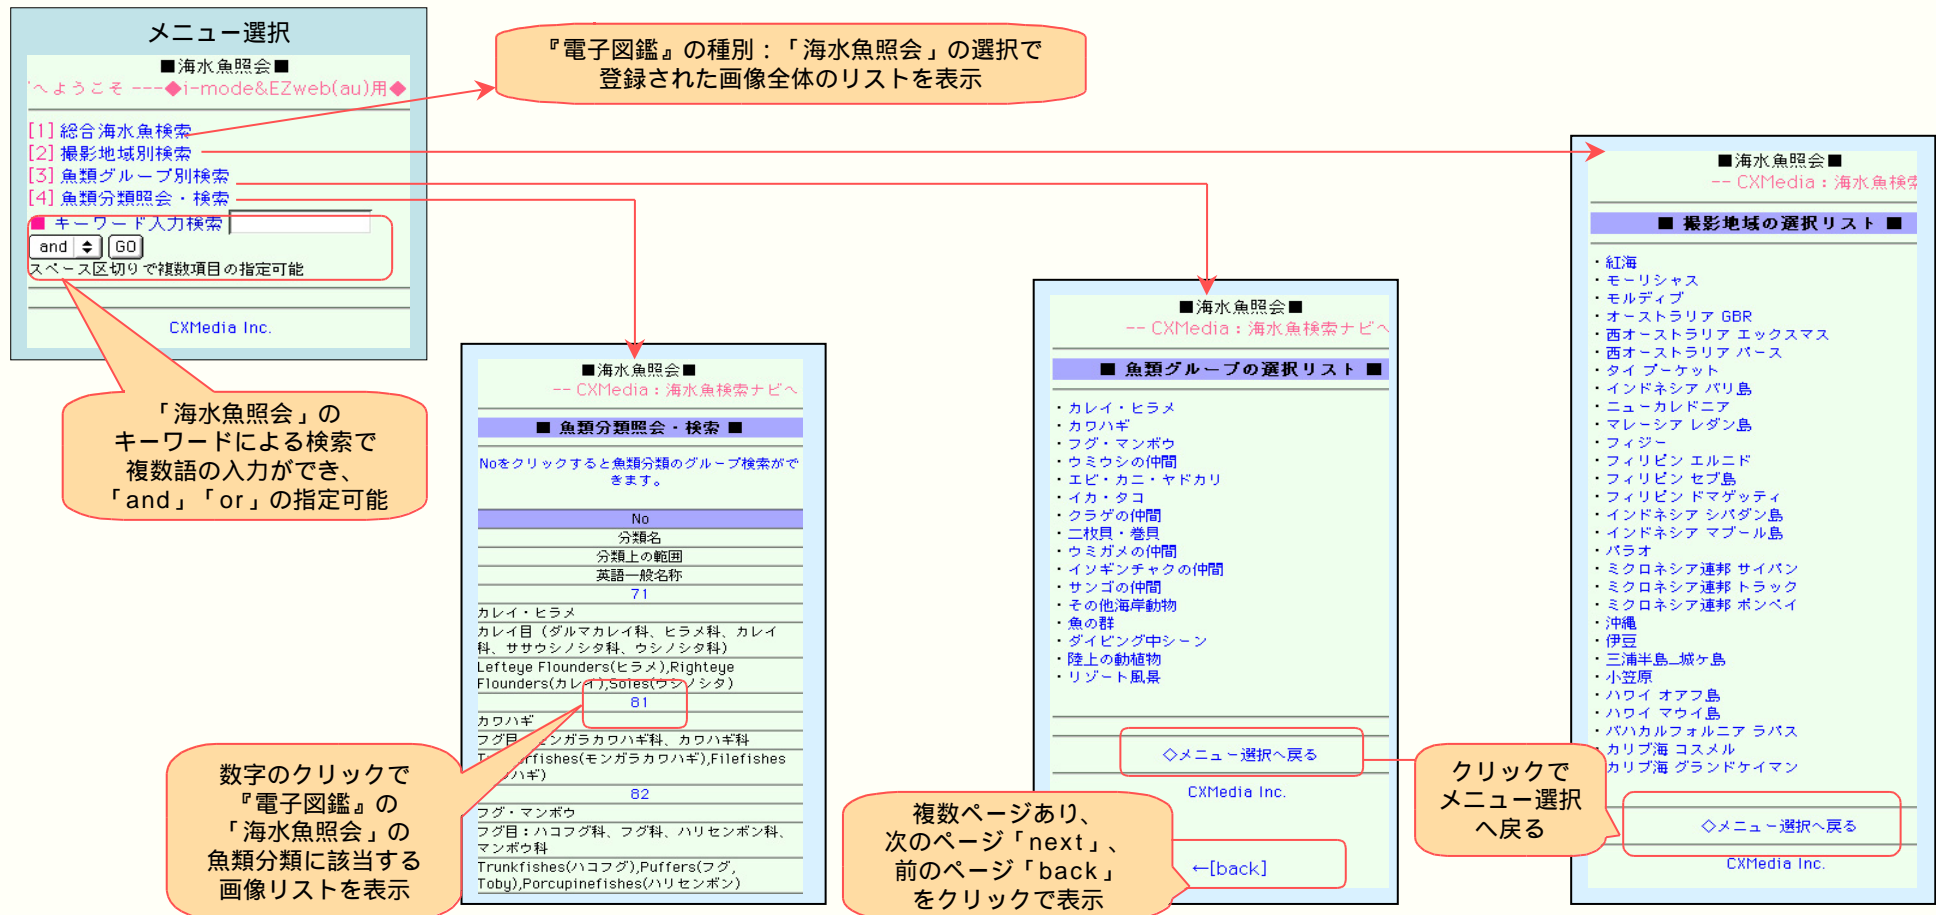 メニュー選択
■海水魚照会■
へようこそ ---◆i-mode&EZweb(au)用◆
[1] 総合海水魚検索
[2] 撮影地域別検索
[3] 魚類グループ別検索
[4] 魚類分類照会・検索
■ キーワード入力検索
and GO
スペース区切りで複数項目の指定可能
CXMedia Inc.
『電子図鑑』の種別：「海水魚照会」の選択で
登録された画像全体のリストを表示
「海水魚照会」の
キーワードによる検索で
複数語の入力ができ、
「and」「or」の指定可能
■海水魚照会■
-- CXMedia：海水魚検索ナビへ
■ 魚類分類照会・検索 ■
Noをクリックすると魚類分類のグループ検索がで
きます。
No
分類名
分類上の範囲
英語一般名称
71
カレイ・ヒラメ
カレイ目（ダルマカレイ科、ヒラメ科、カレイ
科、ササウシノシタ科、ウシノシタ科）
Lefteye Flounders(ヒラメ),Righteye
Flounders(カレイ),Soles(ウシノシタ)
81
カワハギ
フグ目：モンガラカワハギ科、カワハギ科
fishes(モンガラカワハギ),Filefishes
ハギ)
82
フグ・マンボウ
フグ目：ハコフグ科、フグ科、ハリセンボン科、
マンボウ科
Trunkfishes(ハコフグ),Puffers(フグ,
Toby),Porcupinefishes(ハリセンボン)
数字のクリックで
『電子図鑑』の
「海水魚照会」の
魚類分類に該当する
画像リストを表示
■海水魚照会■
-- CXMedia：海水魚検索ナビへ
■ 魚類グループの選択リスト ■
・カレイ・ヒラメ
・カワハギ
・フグ・マンボウ
・ウミウシの仲間
・エビ・カニ・ヤドカリ
・イカ・タコ
・クラゲの仲間
・二枚貝・巻貝
・ウミガメの仲間
・イソギンチャクの仲間
・サンゴの仲間
・その他海岸動物
・魚の群
・ダイビング中シーン
・陸上の動植物
・リゾート風景
◇メニュー選択へ戻る
CXMedia Inc.
←[back]
複数ページあり、
次のページ「next」、
前のページ「back」
をクリックで表示
クリックで
メニュー選択
へ戻る
■海水魚照会■
-- CXMedia：海水魚検索
■ 撮影地域の選択リスト ■
・紅海
・モーリシャス
・モルディブ
・オーストラリア GBR
・西オーストラリア エックスマス
・西オーストラリア パース
・タイ プーケット
・インドネシア バリ島
・ニューカレドニア
・マレーシア レダン島
・フィジー
・フィリピン エルニド
・フィリピン セブ島
・フィリピン ドマゲッティ
・インドネシア シパダン島
・インドネシア マブール島
・パラオ
・ミクロネシア連邦 サイパン
・ミクロネシア連邦 トラック
・ミクロネシア連邦 ポンペイ
・沖縄
・伊豆
・三浦半島_城ケ島
・小笠原
・ハワイ オアフ島
・ハワイ マウイ島
・バハカルフォルニア ラパス
・カリブ海 コスメル
カリブ海 グランドケイマン
◇メニュー選択へ戻る
CXMedia Inc.